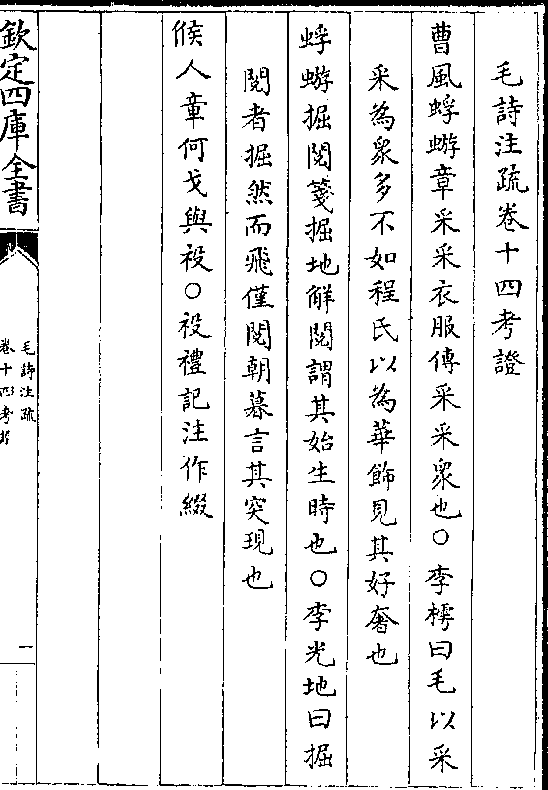 毛詩注疏卷十四考證
曹風蜉蝣章采采衣服傳采采衆也○李樗曰毛以采
采為衆多不如程氏以為華飾見其好奢也
蜉蝣掘閱箋掘地解閱謂其始生時也○李光地曰掘
閱者掘然而飛僅閱朝暮言其突現也
候人章何戈與祋○祋禮記注作綴
欽定四庫全書
毛詩注疏
卷十四考證
一